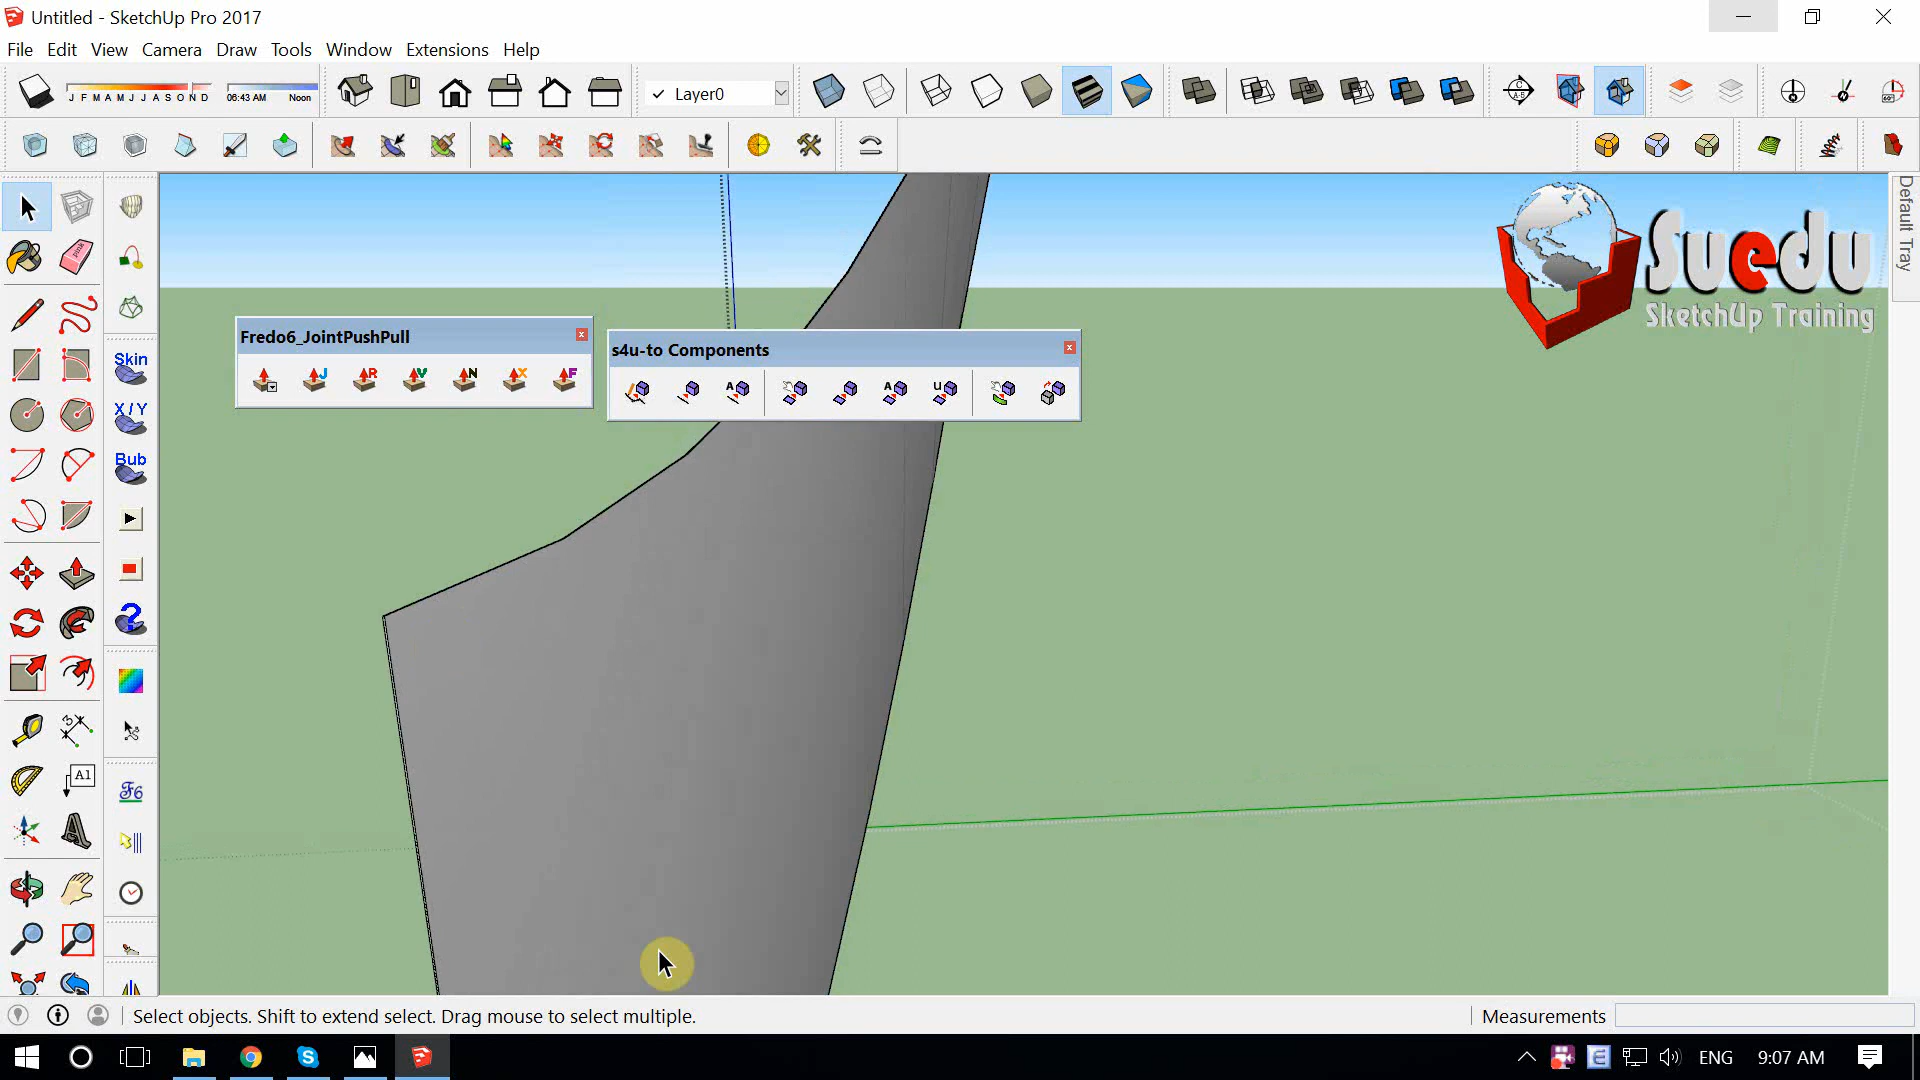 Untitled - SketchUp Pro 2017
File Edit View Camera Draw Tools Window Extensions Help
J F M A M J J A S O N D
06:43 AM Noon
Layer0
Default Tray
Suedu
SketchUp Training
Fredo6_JointPushPull
J R V N X F
s4u-to Components
A A U
Skin
X/Y
Bub
A1
Select objects. Shift to extend select. Drag mouse to select multiple.
Measurements
ENG
9:07 AM